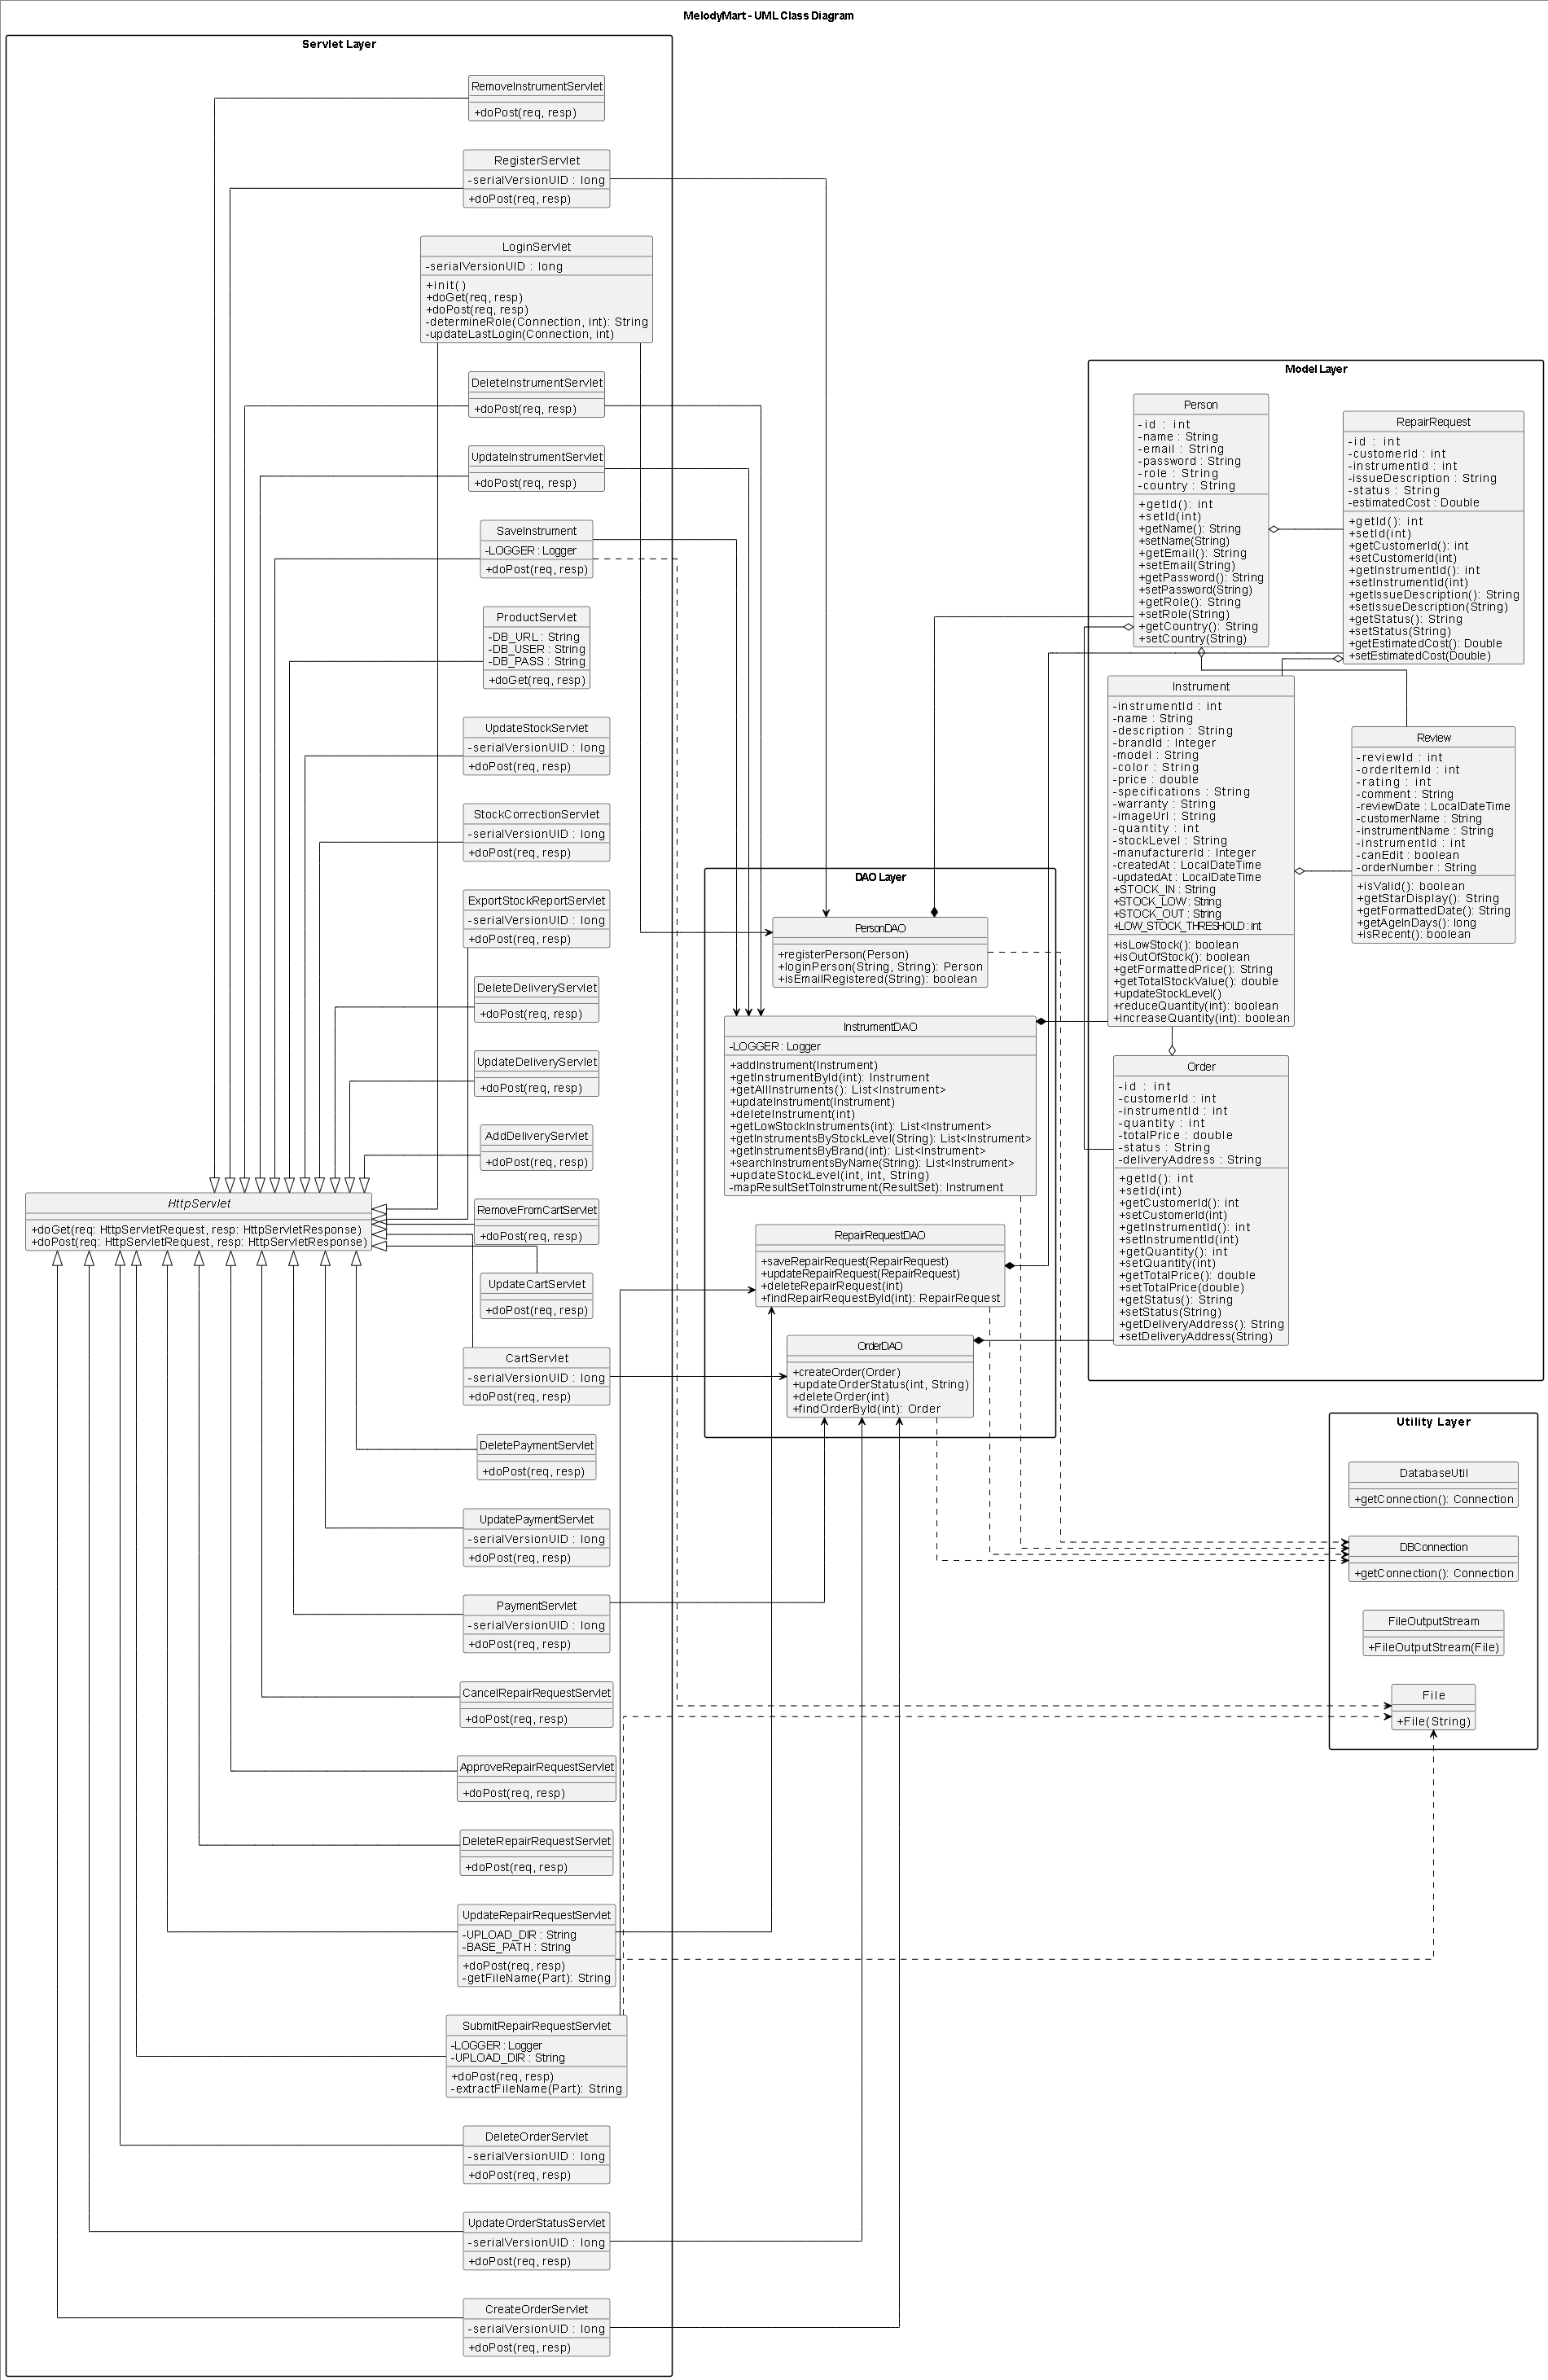 MelodyMart - UML Class Diagram
Servlet Layer
RemoveInstrumentServlet
+doPost(req, resp)
RegisterServlet
-serialVersionUID : long
+doPost(req, resp)
LoginServlet
-serialVersionUID : long
+init()
+doGet(req, resp)
+doPost(req, resp)
-determineRole(Connection, int): String
-updateLastLogin(Connection, int)
DeleteInstrumentServlet
+doPost(req, resp)
UpdateInstrumentServlet
+doPost(req, resp)
SaveInstrument
-LOGGER : Logger
+doPost(req, resp)
ProductServlet
-DB_URL : String
-DB_USER : String
-DB_PASS : String
+doGet(req, resp)
UpdateStockServlet
-serialVersionUID : long
+doPost(req, resp)
StockCorrectionServlet
-serialVersionUID : long
+doPost(req, resp)
ExportStockReportServlet
-serialVersionUID : long
+doPost(req, resp)
DeleteDeliveryServlet
+doPost(req, resp)
UpdateDeliveryServlet
+doPost(req, resp)
AddDeliveryServlet
+doPost(req, resp)
HttpServlet
+doGet(req: HttpServletRequest, resp: HttpServletResponse)
+doPost(req: HttpServletRequest, resp: HttpServletResponse)
RemoveFromCartServlet
+doPost(req, resp)
UpdateCartServlet
+doPost(req, resp)
CartServlet
-serialVersionUID : long
+doPost(req, resp)
DeletePaymentServlet
+doPost(req, resp)
UpdatePaymentServlet
-serialVersionUID : long
+doPost(req, resp)
PaymentServlet
-serialVersionUID : long
+doPost(req, resp)
CancelRepairRequestServlet
+doPost(req, resp)
ApproveRepairRequestServlet
+doPost(req, resp)
DeleteRepairRequestServlet
+doPost(req, resp)
UpdateRepairRequestServlet
-UPLOAD_DIR : String
-BASE_PATH : String
+doPost(req, resp)
-getFileName(Part): String
SubmitRepairRequestServlet
-LOGGER : Logger
-UPLOAD_DIR : String
+doPost(req, resp)
-extractFileName(Part): String
DeleteOrderServlet
-serialVersionUID : long
+doPost(req, resp)
UpdateOrderStatusServlet
-serialVersionUID : long
+doPost(req, resp)
CreateOrderServlet
-serialVersionUID : long
+doPost(req, resp)
DAO Layer
PersonDAO
+registerPerson(Person)
+loginPerson(String, String): Person
+isEmailRegistered(String): boolean
InstrumentDAO
-LOGGER : Logger
+addInstrument(Instrument)
+getInstrumentById(int): Instrument
+getAllInstruments(): List<Instrument>
+updateInstrument(Instrument)
+deleteInstrument(int)
+getLowStockInstruments(int): List<Instrument>
+getInstrumentsByStockLevel(String): List<Instrument>
+getInstrumentsByBrand(int): List<Instrument>
+searchInstrumentsByName(String): List<Instrument>
+updateStockLevel(int, int, String)
-mapResultSetToInstrument(ResultSet): Instrument
RepairRequestDAO
+saveRepairRequest(RepairRequest)
+updateRepairRequest(RepairRequest)
+deleteRepairRequest(int)
+findRepairRequestById(int): RepairRequest
OrderDAO
+createOrder(Order)
+updateOrderStatus(int, String)
+deleteOrder(int)
+findOrderById(int): Order
Model Layer
Person
-id : int
-name : String
-email : String
-password : String
-role : String
-country : String
+getId(): int
+setId(int)
+getName(): String
+setName(String)
+getEmail(): String
+setEmail(String)
+getPassword(): String
+setPassword(String)
+getRole(): String
+setRole(String)
+getCountry(): String
+setCountry(String)
RepairRequest
-id : int
-customerId : int
-instrumentId : int
-issueDescription : String
-status : String
-estimatedCost : Double
+getId(): int
+setId(int)
+getCustomerId(): int
+setCustomerId(int)
+getInstrumentId(): int
+setInstrumentId(int)
+getIssueDescription(): String
+setIssueDescription(String)
+getStatus(): String
+setStatus(String)
+getEstimatedCost(): Double
+setEstimatedCost(Double)
Instrument
-instrumentId : int
-name : String
-description : String
-brandId : Integer
-model : String
-color : String
-price : double
-specifications : String
-warranty : String
-imageUrl : String
-quantity : int
-stockLevel : String
-manufacturerId : Integer
-createdAt : LocalDateTime
-updatedAt : LocalDateTime
+STOCK_IN : String
+STOCK_LOW : String
+STOCK_OUT : String
+LOW_STOCK_THRESHOLD : int
+isLowStock(): boolean
+isOutOfStock(): boolean
+getFormattedPrice(): String
+getTotalStockValue(): double
+updateStockLevel()
+reduceQuantity(int): boolean
+increaseQuantity(int): boolean
Review
-reviewId : int
-orderItemId : int
-rating : int
-comment : String
-reviewDate : LocalDateTime
-customerName : String
-instrumentName : String
-instrumentId : int
-canEdit : boolean
-orderNumber : String
+isValid(): boolean
+getStarDisplay(): String
+getFormattedDate(): String
+getAgeInDays(): long
+isRecent(): boolean
Order
-id : int
-customerId : int
-instrumentId : int
-quantity : int
-totalPrice : double
-status : String
-deliveryAddress : String
+getId(): int
+setId(int)
+getCustomerId(): int
+setCustomerId(int)
+getInstrumentId(): int
+setInstrumentId(int)
+getQuantity(): int
+setQuantity(int)
+getTotalPrice(): double
+setTotalPrice(double)
+getStatus(): String
+setStatus(String)
+getDeliveryAddress(): String
+setDeliveryAddress(String)
Utility Layer
DatabaseUtil
+getConnection(): Connection
DBConnection
+getConnection(): Connection
FileOutputStream
+FileOutputStream(File)
File
+File(String)